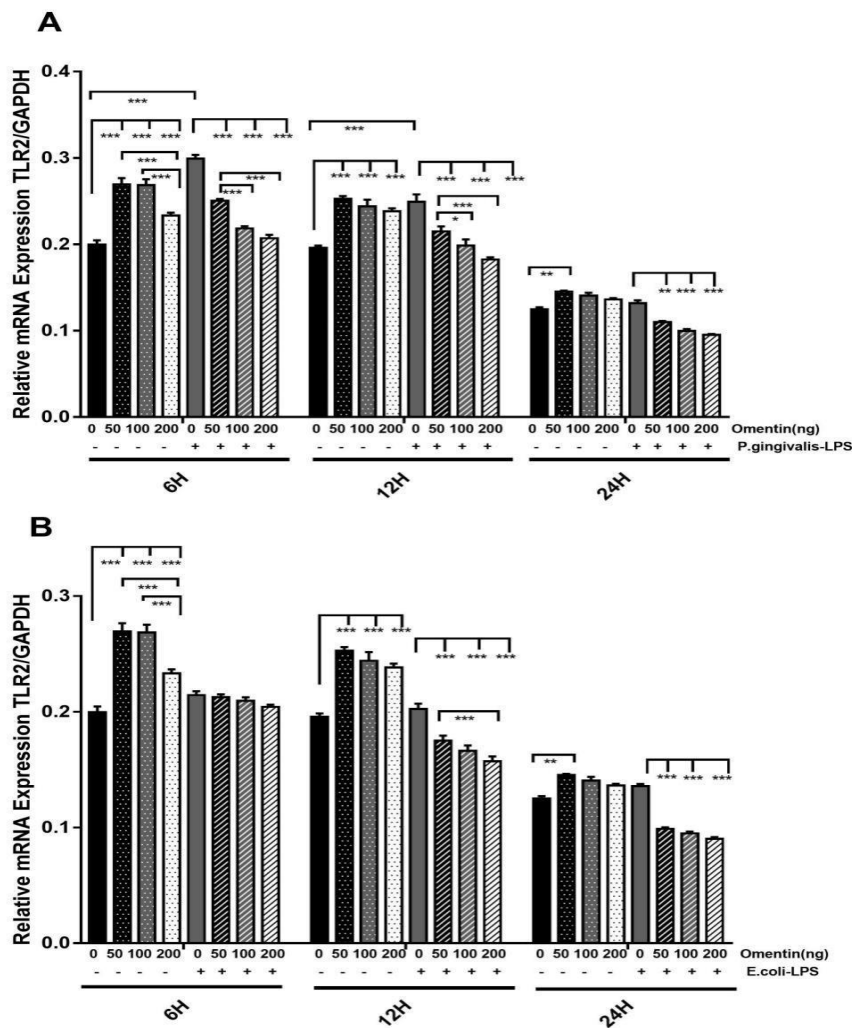 A
Relative mRNA Expression TLR2/GAPDH
0.4
0.3
0.2
0.1
0.0
***
*** *** ***
***
***
*** *** ***
***
***
***
*** *** ***
*** *** ***
***
*
**
** *** ***
0 50 100 200 0 50 100 200 0 50 100 200 0 50 100 200 0 50 100 200 0 50 100 200 Omentin(ng)
- - - - + + + + - - - - + + + + - - - - + + + + P.gingivalis-LPS
6H 12H 24H
B
Relative mRNA Expression TLR2/GAPDH
0.3
0.2
0.1
0.0
*** *** ***
***
***
*** *** ***
*** *** ***
***
**
*** *** ***
0 50 100 200 0 50 100 200 0 50 100 200 0 50 100 200 0 50 100 200 0 50 100 200 Omentin(ng)
- - - - + + + + - - - - + + + + - - - - + + + + E.coli-LPS
6H 12H 24H